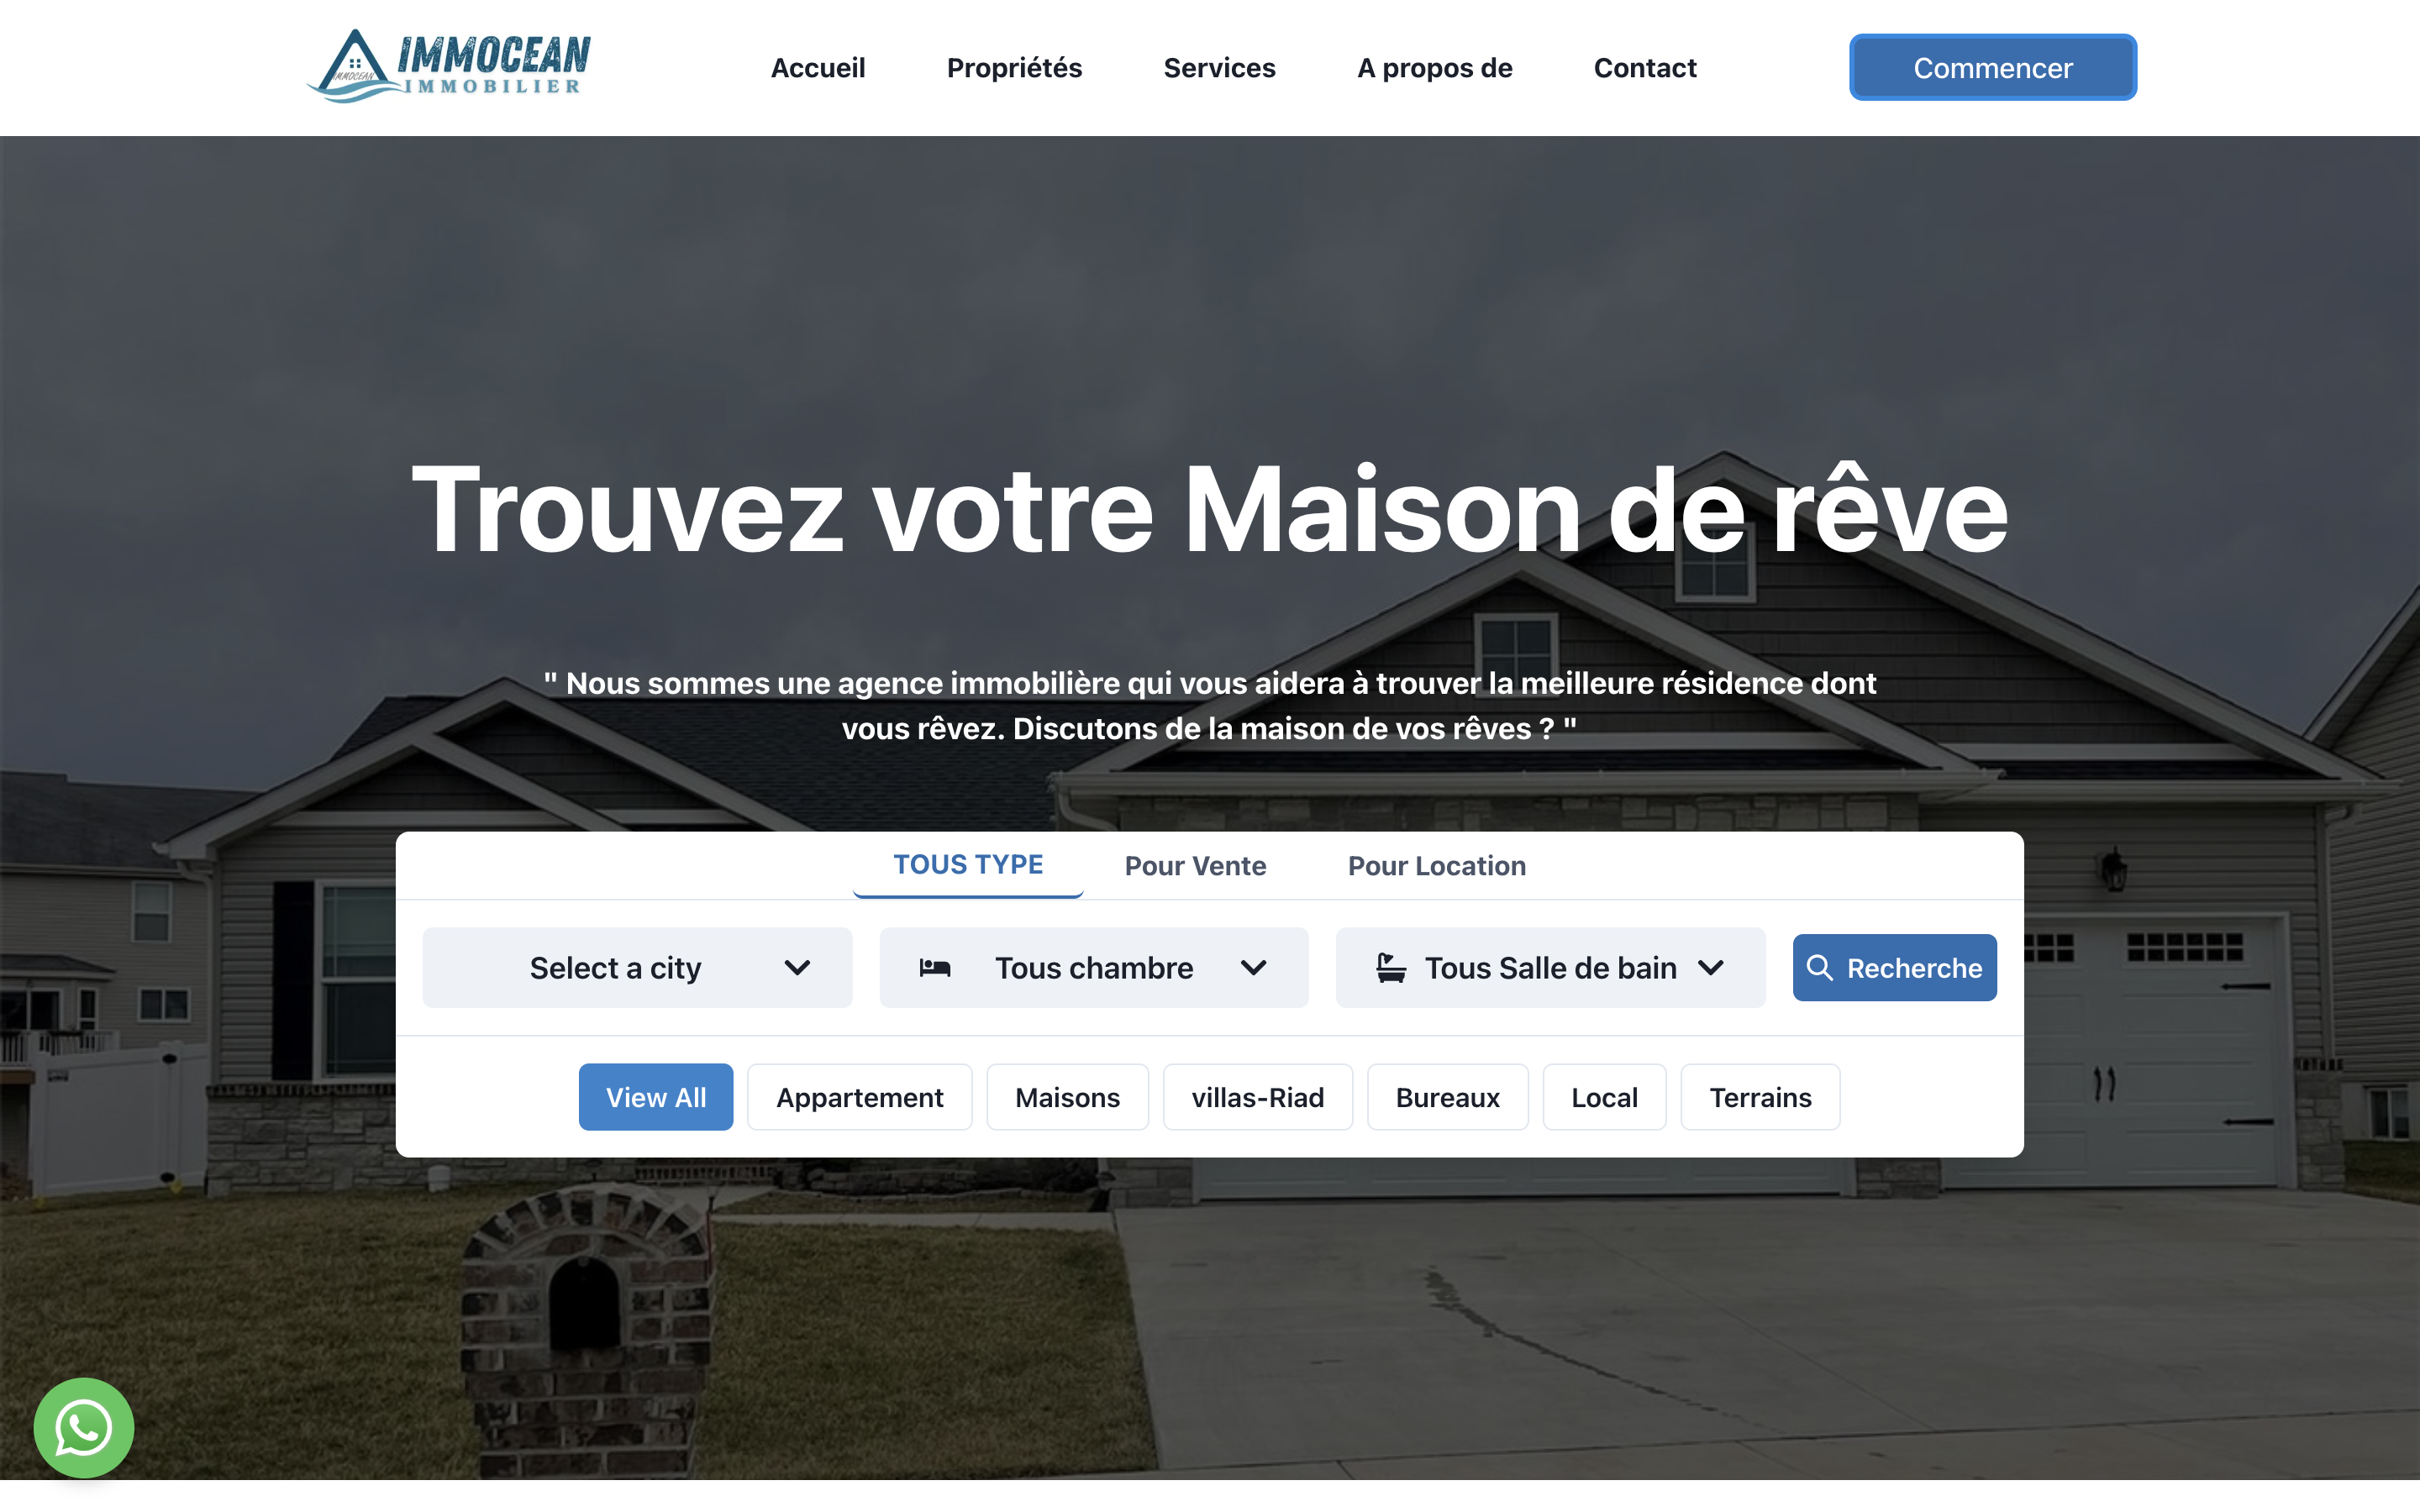 IMMOCEAN
IMMOCEAN
IMMOBILIER
Accueil
Propriétés
Services
A propos de
Contact
Commencer
Trouvez votre Maison de rêve
" Nous sommes une agence immobilière qui vous aidera à trouver la meilleure résidence dont
vous rêvez. Discutons de la maison de vos rêves ? "
TOUS TYPE
Pour Vente
Pour Location
Select a city
Tous chambre
Tous Salle de bain
Recherche
View All
Appartement
Maisons
villas-Riad
Bureaux
Local
Terrains